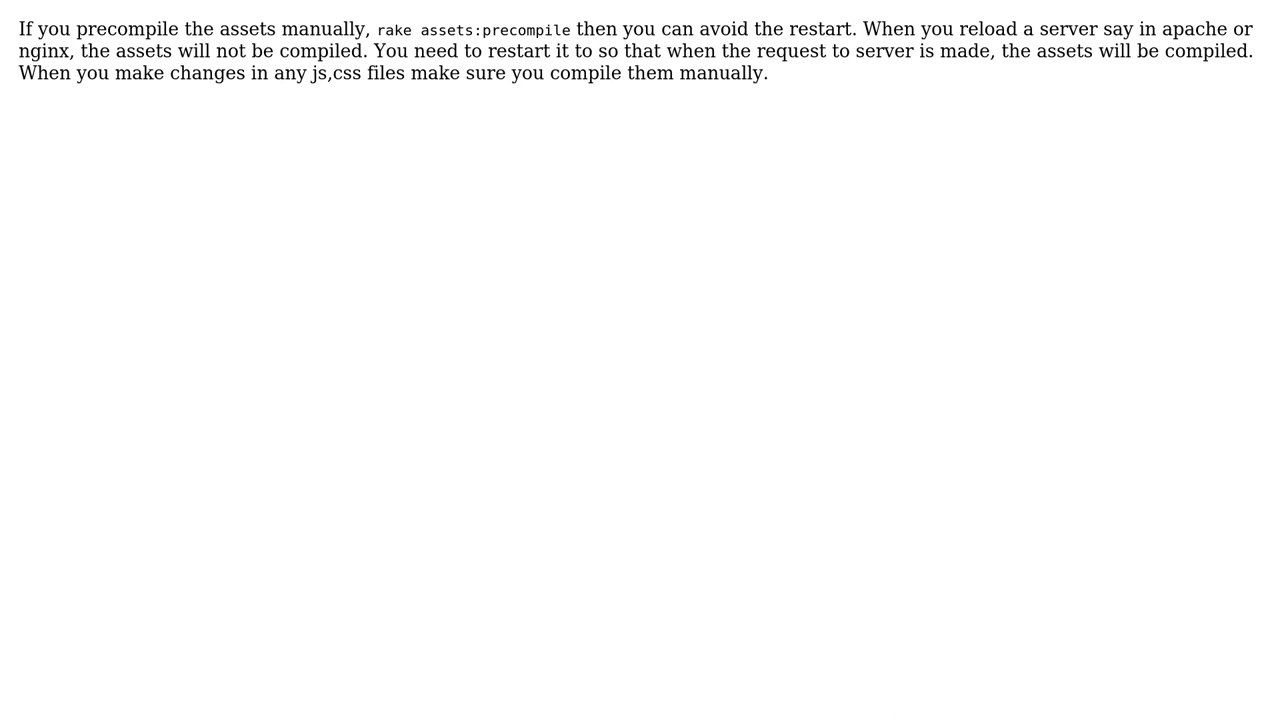 If you precompile the assets manually, rake assets:precompile then you can avoid the restart. When you reload a server say in apache or
nginx, the assets will not be compiled. You need to restart it to so that when the request to server is made, the assets will be compiled.
When you make changes in any js,css files make sure you compile them manually.